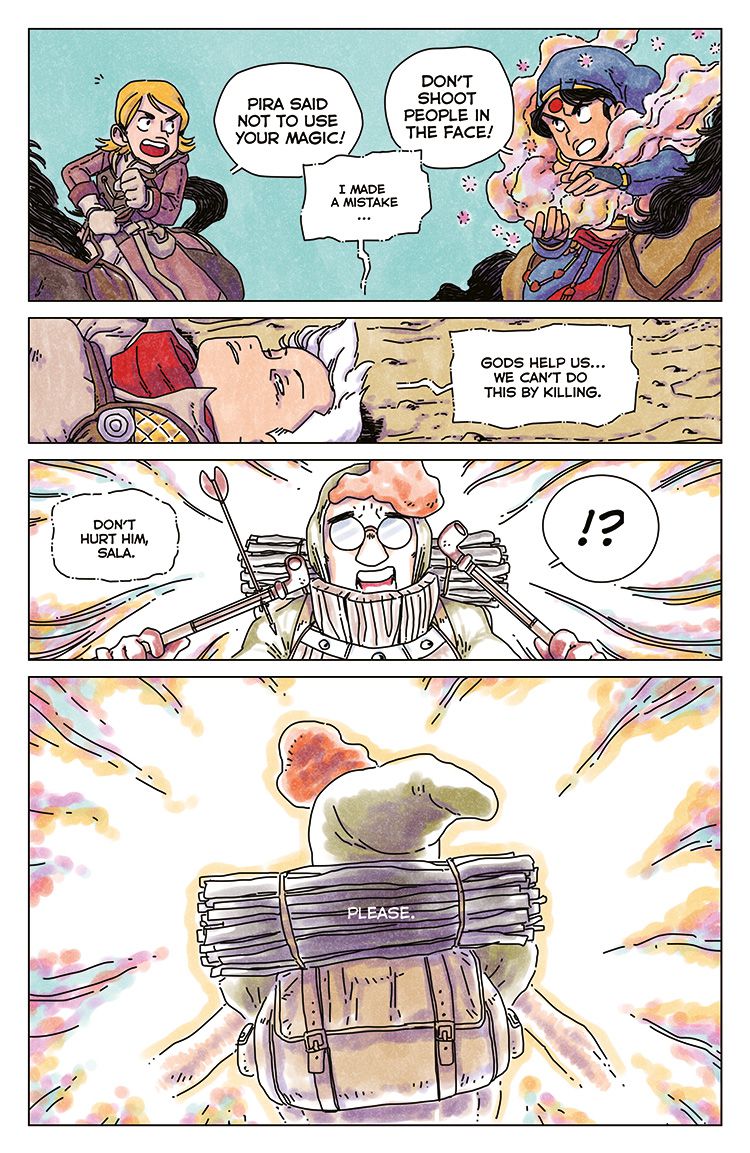 PIRA SAID
NOT TO USE
YOUR MAGIC!
DON'T
SHOOT
PEOPLE IN
THE FACE!
I MADE
A MISTAKE
...
GODS HELP US...
WE CAN'T DO
THIS BY KILLING.
DON'T
HURT HIM,
SALA.
!?
PLEASE.